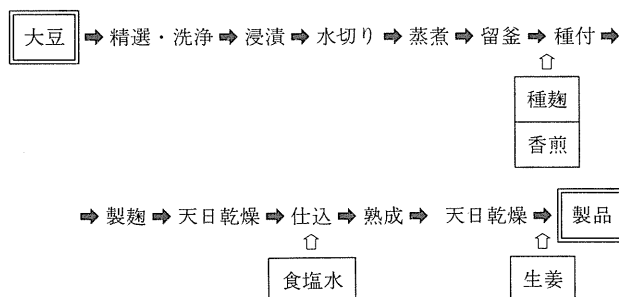 大豆 ➡ 精選・洗浄 ➡ 浸漬 ➡ 水切り ➡ 蒸煮 ➡ 留釜 ➡ 種付 ➡
⇧
種麹
香煎
➡ 製麹 ➡ 天日乾燥 ➡ 仕込 ➡ 熟成 ➡ 天日乾燥 ➡ 製品
⇧ ⇧
食塩水 生姜